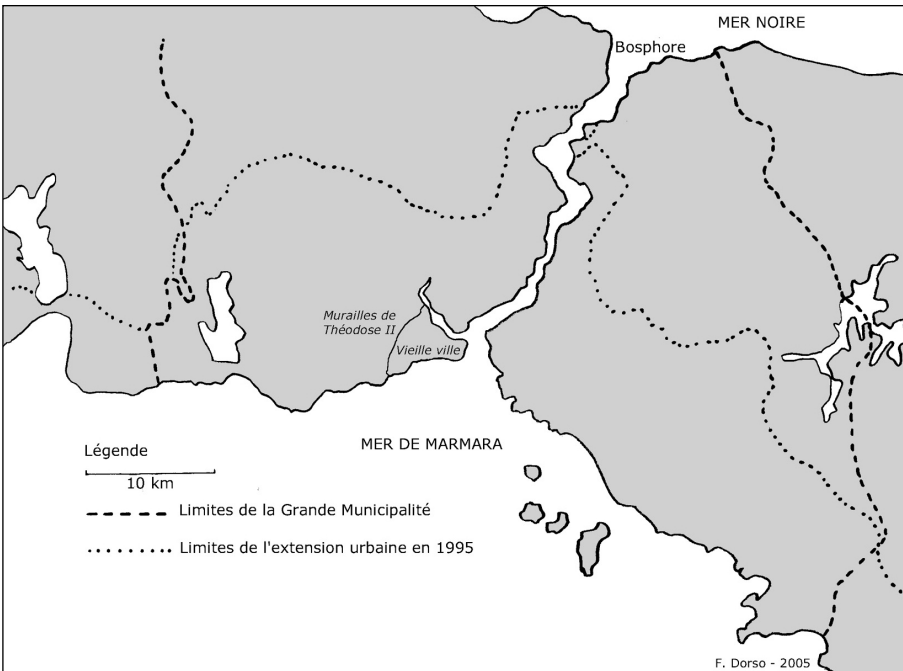 MER NOIRE
Bosphore
Murailles de
Théodose II
Vieille ville
MER DE MARMARA
Légende
10 km
Limites de la Grande Municipalité
Limites de l'extension urbaine en 1995
F. Dorso - 2005